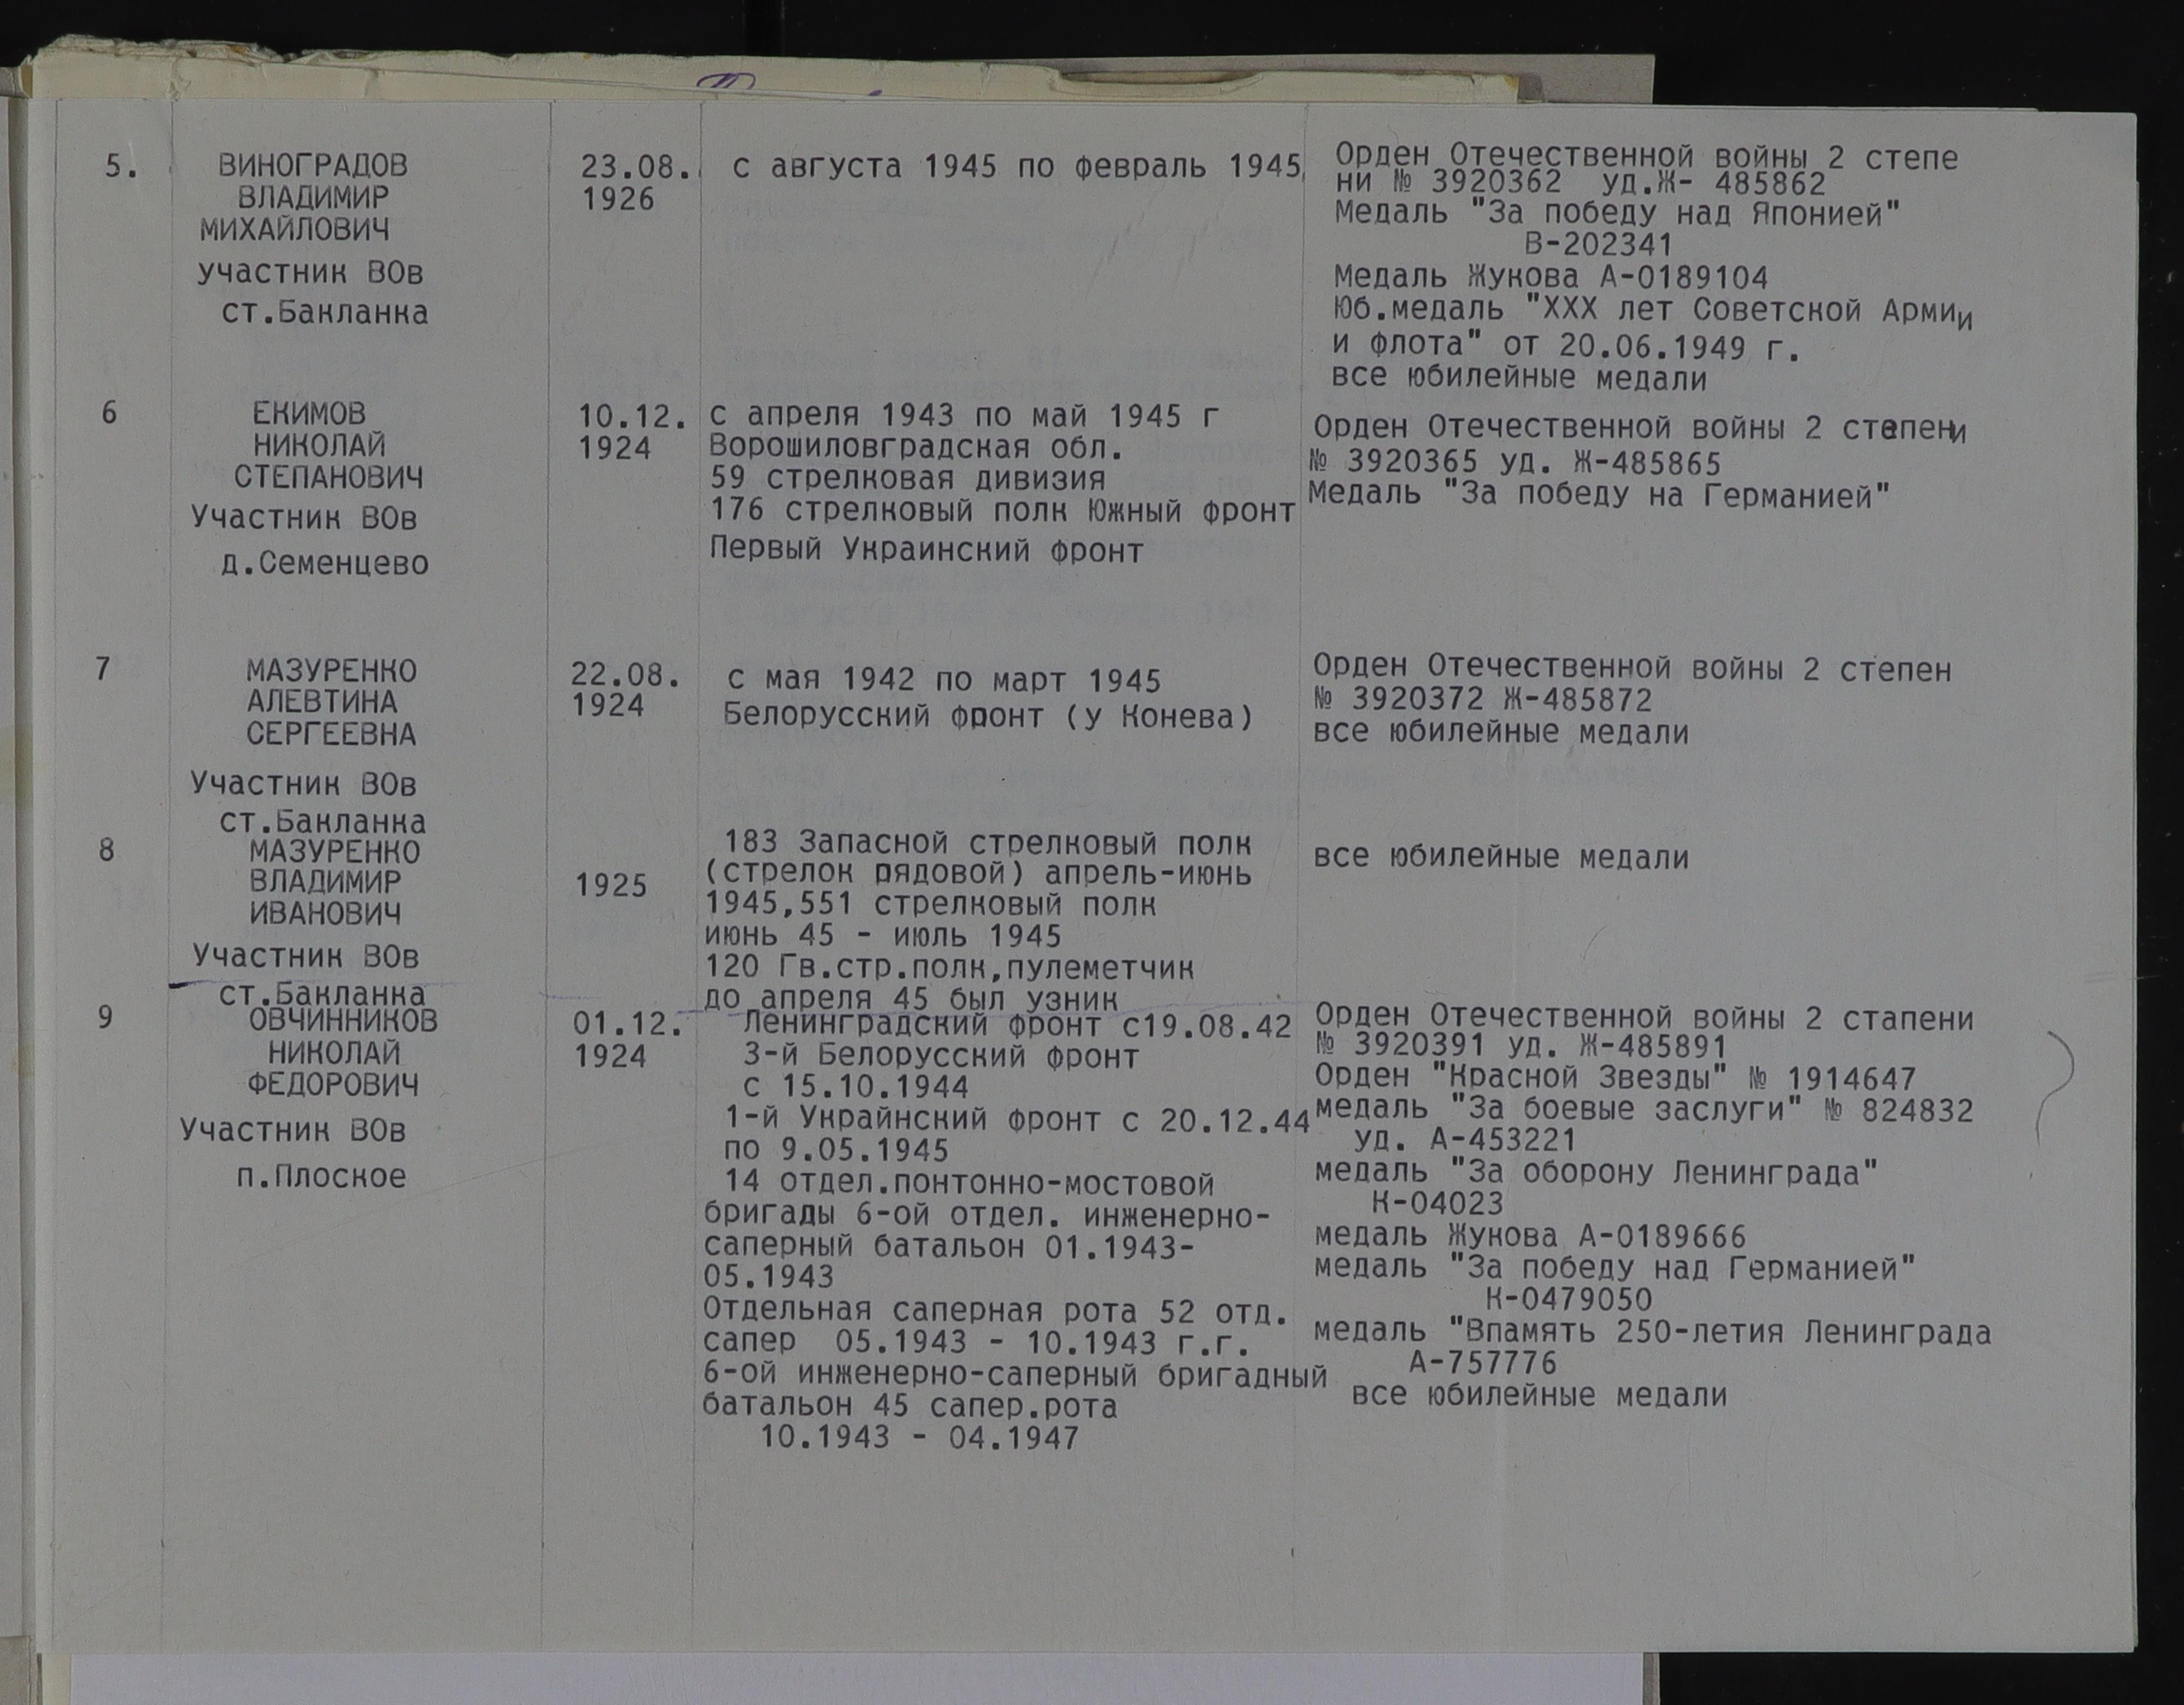 5.
ВИНОГРАДОВ
ВЛАДИМИР
МИХАЙЛОВИЧ
участник ВОв
ст.Бакланка
23.08.
1926
с августа 1945 по февраль 1945
Орден Отечественной войны 2 степе
ни № 3920362 уд.Ж- 485862
Медаль "За победу над Японией"
В-202341
Медаль Жукова А-0189104
Юб.медаль "XXX лет Советской Армии
и флота" от 20.06.1949 г.
все юбилейные медали
6
ЕКИМОВ
НИКОЛАЙ
СТЕПАНОВИЧ
Участник ВОв
д.Семенцево
10.12.
1924
с апреля 1943 по май 1945 г
Ворошиловградская обл.
59 стрелковая дивизия
176 стрелковый полк Южный фронт
Первый Украинский фронт
Орден Отечественной войны 2 степени
№ 3920365 уд. Ж-485865
Медаль "За победу на Германией"
7
МАЗУРЕНКО
АЛЕВТИНА
СЕРГЕЕВНА
Участник ВОв
ст.Бакланка
22.08.
1924
с мая 1942 по март 1945
Белорусский фронт (у Конева)
Орден Отечественной войны 2 степен
№ 3920372 Ж-485872
все юбилейные медали
8
МАЗУРЕНКО
ВЛАДИМИР
ИВАНОВИЧ
Участник ВОв
ст.Бакланка
1925
183 Запасной стрелковый полк
(стрелок рядовой) апрель-июнь
1945,551 стрелковый полк
июнь 45 - июль 1945
120 Гв.стр.полк,пулеметчик
до апреля 45 был узник
все юбилейные медали
9
ОВЧИННИКОВ
НИКОЛАЙ
ФЕДОРОВИЧ
Участник ВОв
п.Плоское
01.12.
1924
Ленинградский фронт с19.08.42
3-й Белорусский фронт
с 15.10.1944
1-й Украйнский фронт с 20.12.44
по 9.05.1945
14 отдел.понтонно-мостовой
бригады 6-ой отдел. инженерно-
саперный батальон 01.1943-
05.1943
Отдельная саперная рота 52 отд.
сапер 05.1943 - 10.1943 г.г.
6-ой инженерно-саперный бригадный
батальон 45 сапер.рота
10.1943 - 04.1947
Орден Отечественной войны 2 стапени
№ 3920391 уд. Ж-485891
Орден "Красной Звезды" № 1914647
медаль "За боевые заслуги" № 824832
уд. А-453221
медаль "За оборону Ленинграда"
К-04023
медаль Жукова А-0189666
медаль "За победу над Германией"
К-0479050
медаль "Впамять 250-летия Ленинграда
А-757776
все юбилейные медали